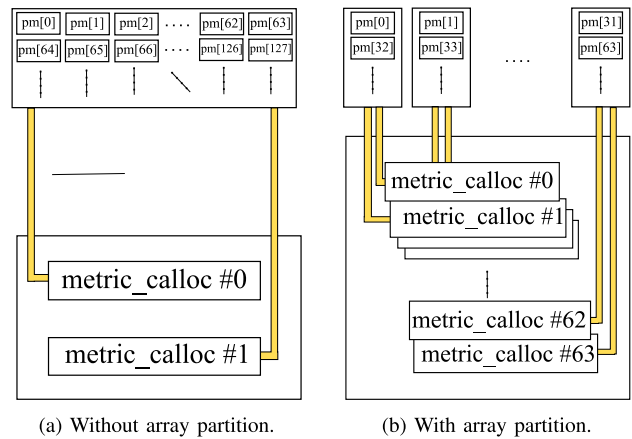 pm[0] pm[1] pm[2] ···· pm[62] pm[63]
pm[64] pm[65] pm[66] ···· pm[126] pm[127]
metric_calloc #0
metric_calloc #1
(a) Without array partition.
pm[0] pm[1] pm[31]
pm[32] pm[33] ···· pm[63]
metric_calloc #0
metric_calloc #1
metric_calloc #62
metric_calloc #63
(b) With array partition.